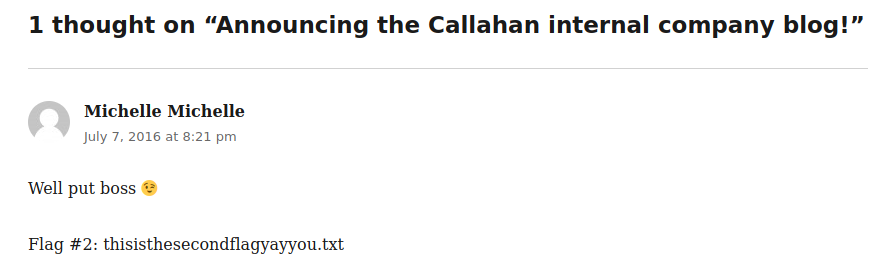 1 thought on “Announcing the Callahan internal company blog!”
Michelle Michelle
July 7, 2016 at 8:21 pm
Well put boss 😉
Flag #2: thisisthesecondflagyayyou.txt